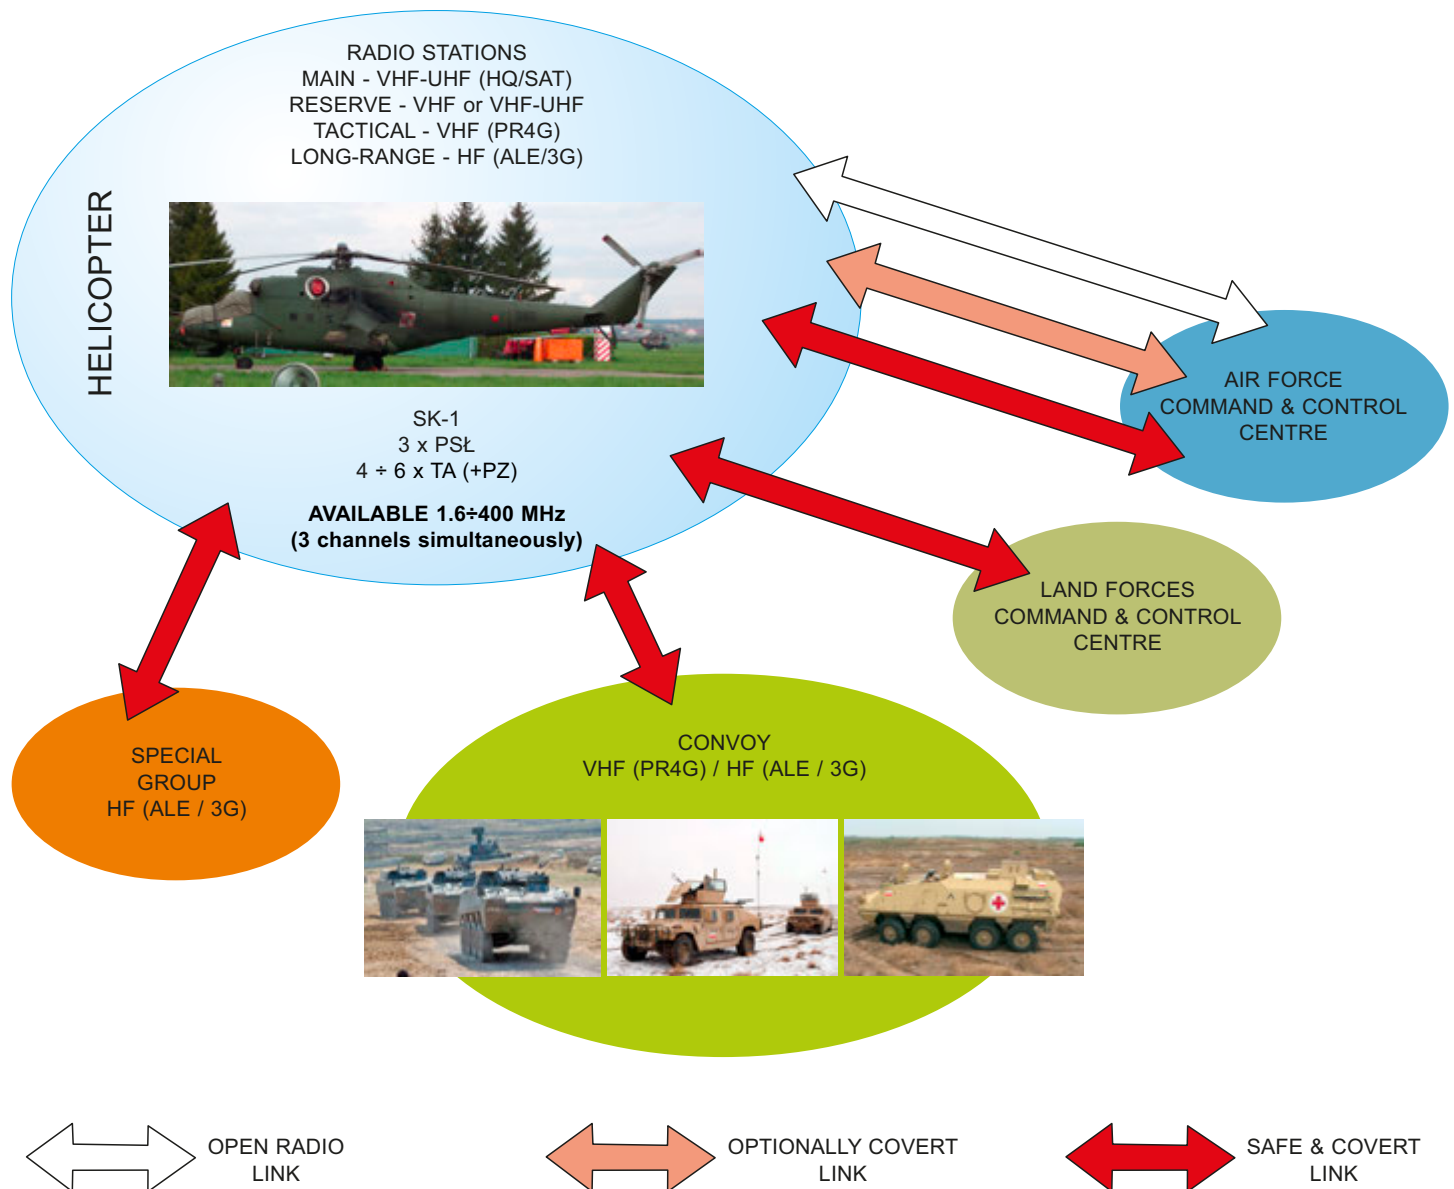 RADIO STATIONS
MAIN - VHF-UHF (HQ/SAT)
RESERVE - VHF or VHF-UHF
TACTICAL - VHF (PR4G)
LONG-RANGE - HF (ALE/3G)
HELICOPTER
SK-1
3 x PSŁ
4 ÷ 6 x TA (+PZ)
AVAILABLE 1.6÷400 MHz
(3 channels simultaneously)
AIR FORCE
COMMAND & CONTROL
CENTRE
LAND FORCES
COMMAND & CONTROL
CENTRE
SPECIAL
GROUP
HF (ALE / 3G)
CONVOY
VHF (PR4G) / HF (ALE / 3G)
OPEN RADIO
LINK
OPTIONALLY COVERT
LINK
SAFE & COVERT
LINK